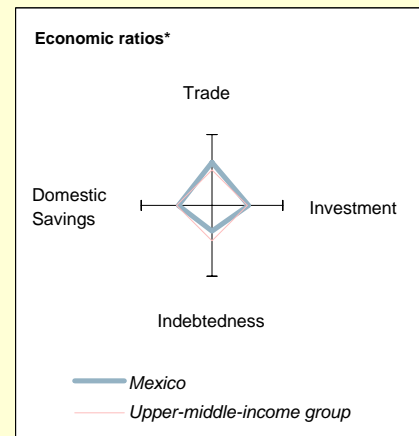 Economic ratios*
Trade
Domestic
Savings
Investment
Indebtedness
Mexico
Upper-middle-income group